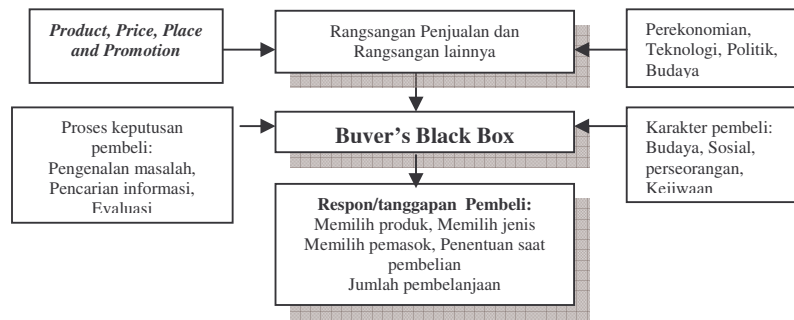 Product, Price, Place
and Promotion
Rangsangan Penjualan dan
Rangsangan lainnya
Perekonomian,
Teknologi, Politik,
Budaya
Proses keputusan
pembeli:
Pengenalan masalah,
Pencarian informasi,
Evaluasi
Buyer's Black Box
Karakter pembeli:
Budaya, Sosial,
perseorangan,
Kejiwaan
Respon/tanggapan Pembeli:
Memilih produk, Memilih jenis
Memilih pemasok, Penentuan saat
pembelian
Jumlah pembelanjaan